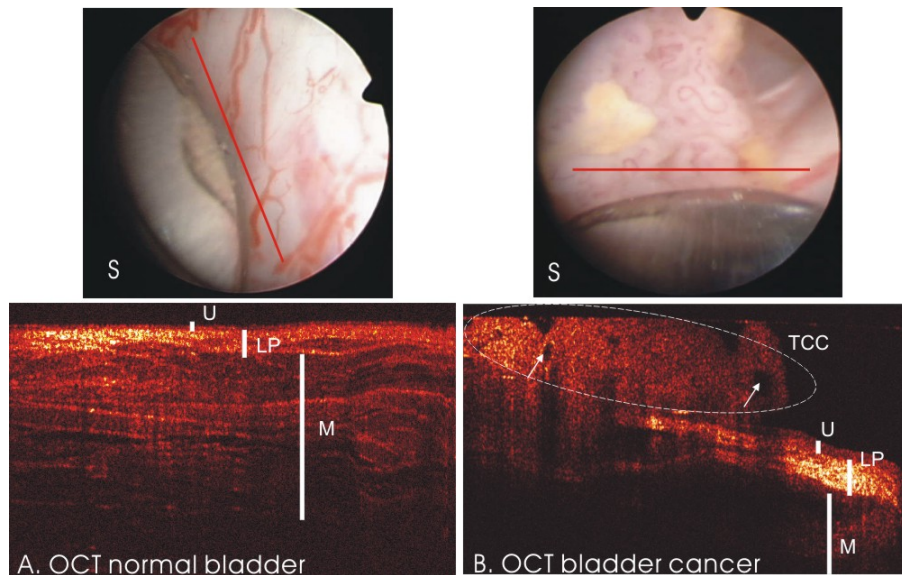 S
S
U
LP
M
A. OCT normal bladder
TCC
U
LP
M
B. OCT bladder cancer